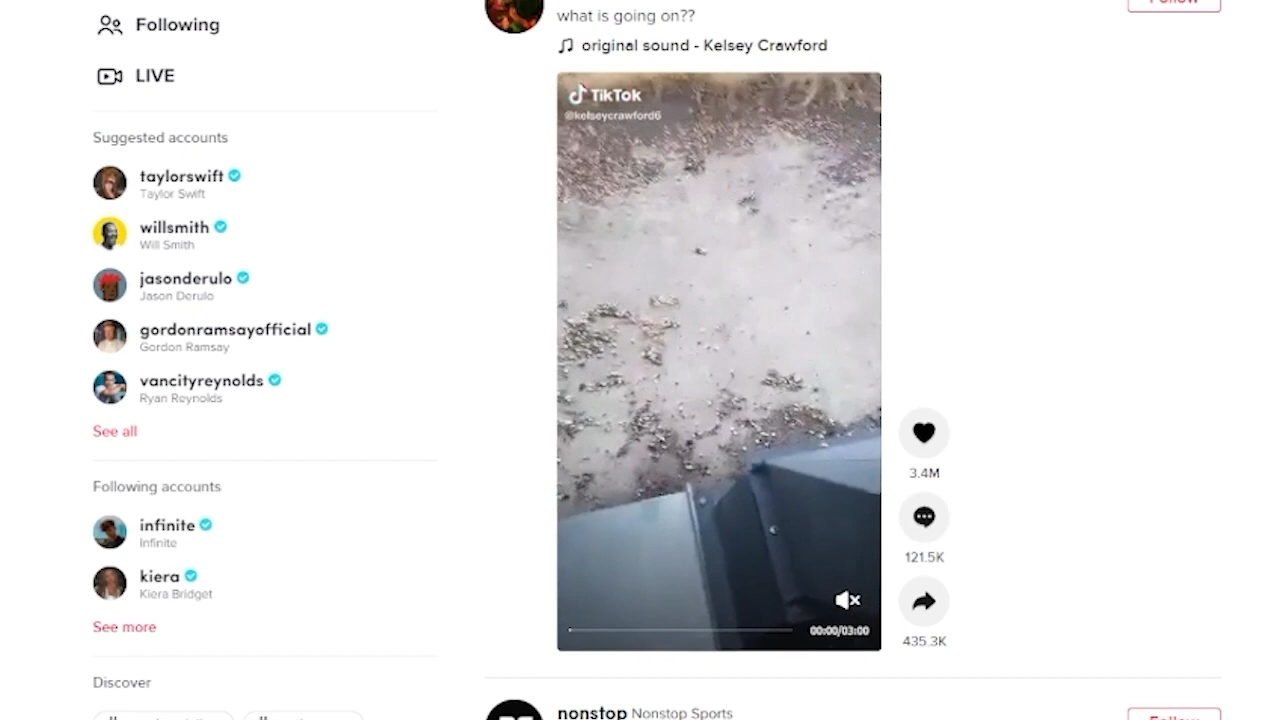 Following
LIVE
Suggested accounts
taylorswift
Taylor Swift
willsmith
Will Smith
jasonderulo
Jason Derulo
gordonramsayofficial
Gordon Ramsay
vancityreynolds
Ryan Reynolds
See all
Following accounts
infinite
Infinite
kiera
Kiera Bridget
See more
Discover
what is going on??
original sound - Kelsey Crawford
TikTok
@kelseycrawford6
00:00/03:00
3.4M
121.5K
435.3K
Follow
nonstop Nonstop Sports
Follow